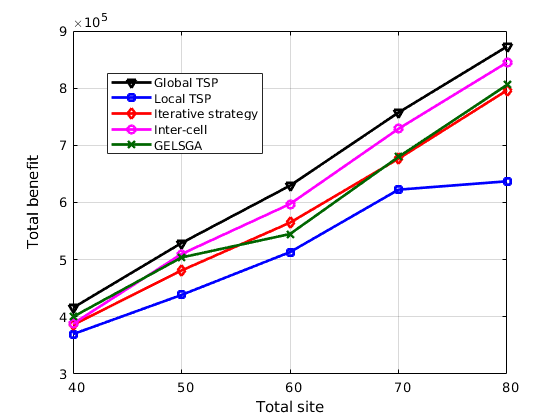 ×10^5
9
8
7
6
5
4
3
Total benefit
Global TSP
Local TSP
Iterative strategy
Inter-cell
GELSGA
40 50 60 70 80
Total site